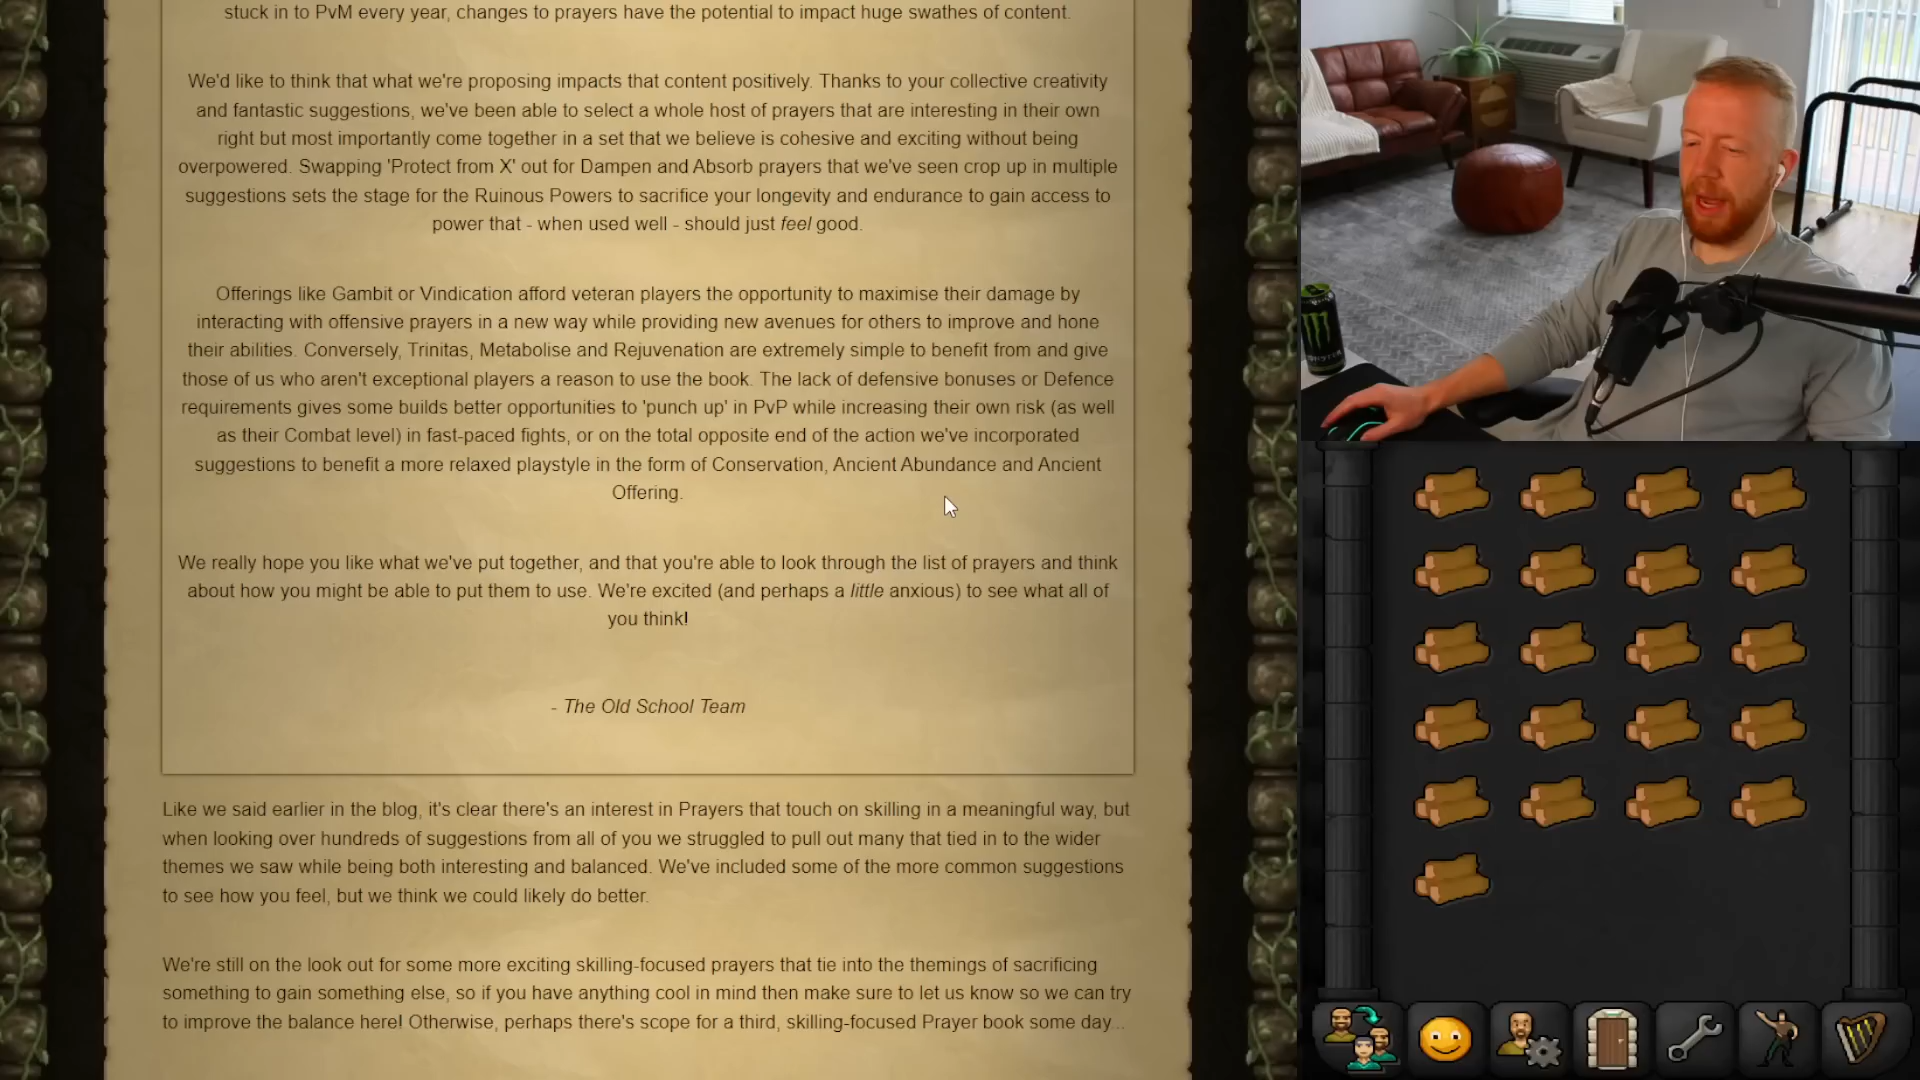 stuck in to PvM every year, changes to prayers have the potential to impact huge swathes of content.
We'd like to think that what we're proposing impacts that content positively. Thanks to your collective creativity
and fantastic suggestions, we've been able to select a whole host of prayers that are interesting in their own
right but most importantly come together in a set that we believe is cohesive and exciting without being
overpowered. Swapping 'Protect from X' out for Dampen and Absorb prayers that we've seen crop up in multiple
suggestions sets the stage for the Ruinous Powers to sacrifice your longevity and endurance to gain access to
power that - when used well - should just feel good.
Offerings like Gambit or Vindication afford veteran players the opportunity to maximise their damage by
interacting with offensive prayers in a new way while providing new avenues for others to improve and hone
their abilities. Conversely, Trinitas, Metabolise and Rejuvenation are extremely simple to benefit from and give
those of us who aren't exceptional players a reason to use the book. The lack of defensive bonuses or Defence
requirements gives some builds better opportunities to 'punch up' in PvP while increasing their own risk (as well
as their Combat level) in fast-paced fights, or on the total opposite end of the action we've incorporated
suggestions to benefit a more relaxed playstyle in the form of Conservation, Ancient Abundance and Ancient
Offering.
We really hope you like what we've put together, and that you're able to look through the list of prayers and think
about how you might be able to put them to use. We're excited (and perhaps a little anxious) to see what all of
you think!
- The Old School Team
Like we said earlier in the blog, it's clear there's an interest in Prayers that touch on skilling in a meaningful way, but
when looking over hundreds of suggestions from all of you we struggled to pull out many that tied in to the wider
themes we saw while being both interesting and balanced. We've included some of the more common suggestions
to see how you feel, but we think we could likely do better.
We're still on the look out for some more exciting skilling-focused prayers that tie into the themings of sacrificing
something to gain something else, so if you have anything cool in mind then make sure to let us know so we can try
to improve the balance here! Otherwise, perhaps there's scope for a third, skilling-focused Prayer book some day...